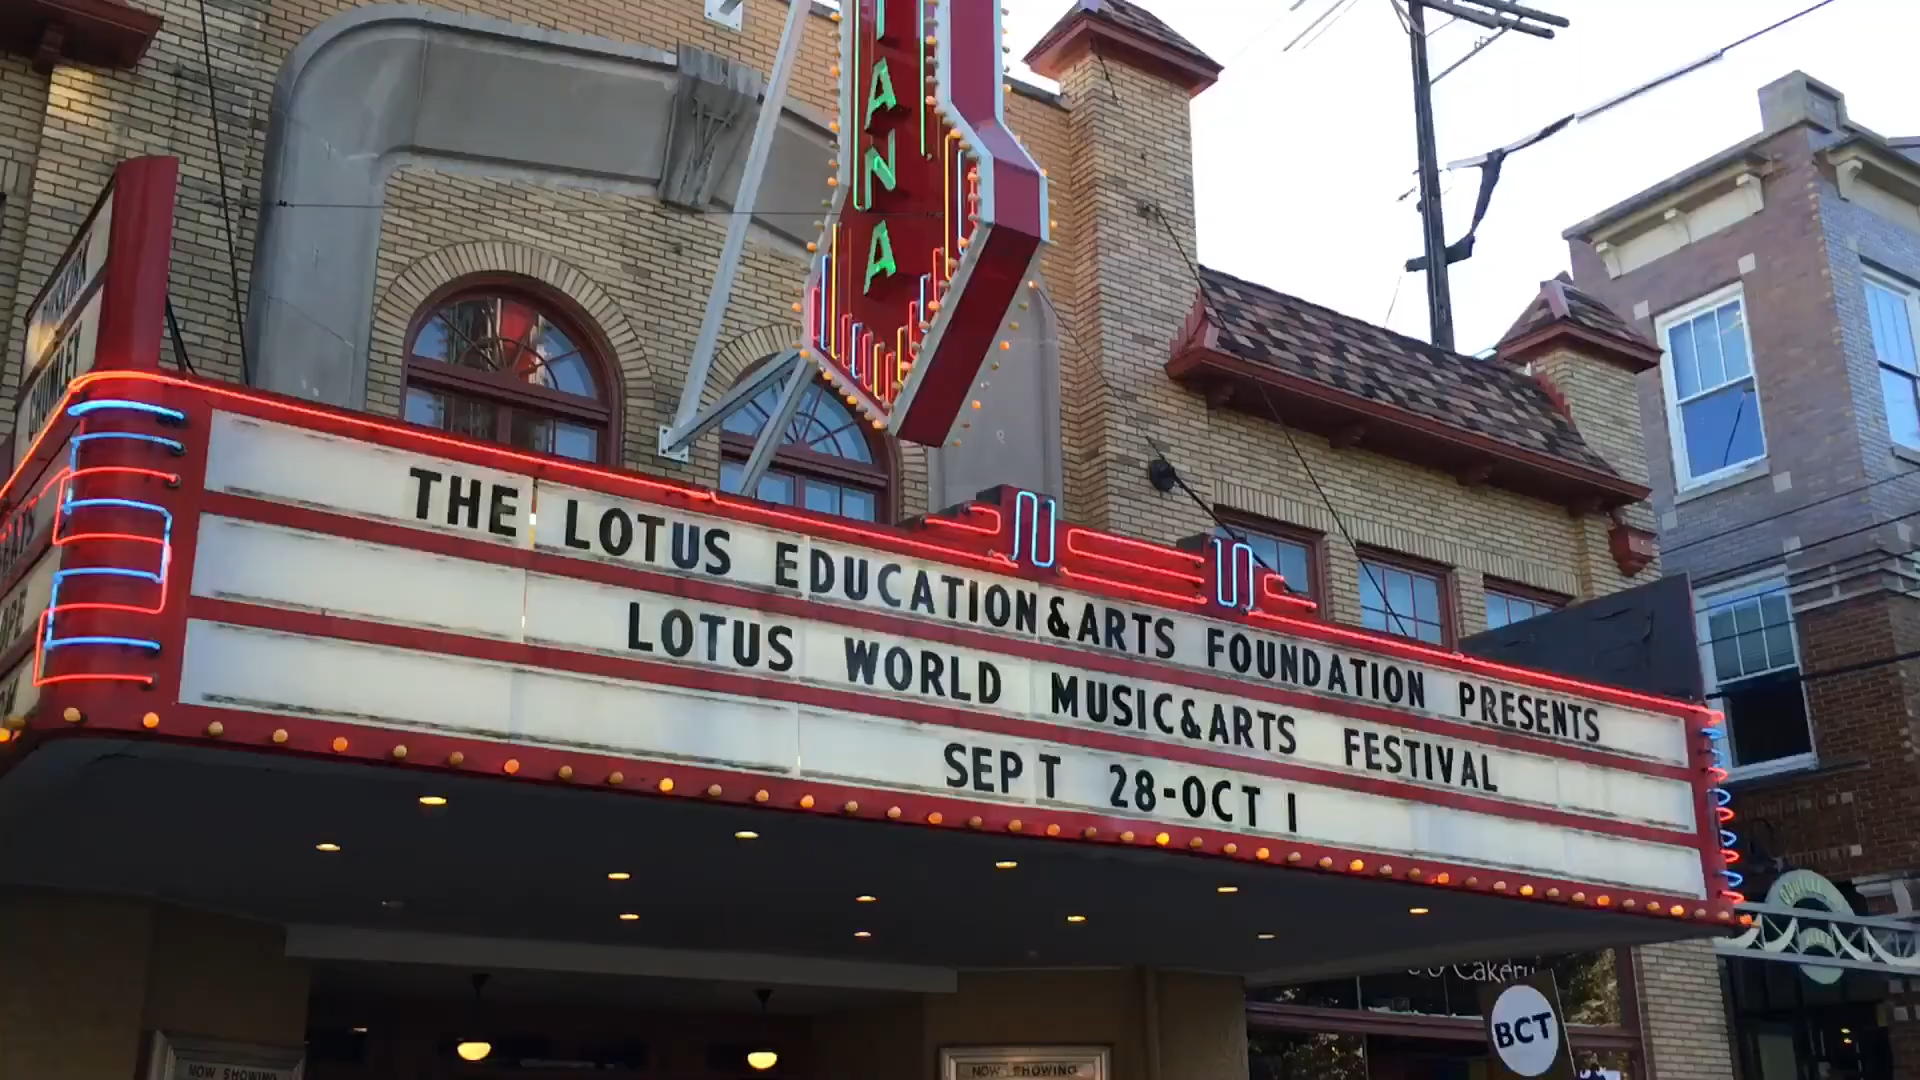 IANA
THE LOTUS EDUCATION&ARTS FOUNDATION PRESENTS
LOTUS WORLD MUSIC&ARTS FESTIVAL
SEPT 28-OCT 1
Cakery
BCT
NOW SHOWING
NOW SHOWING